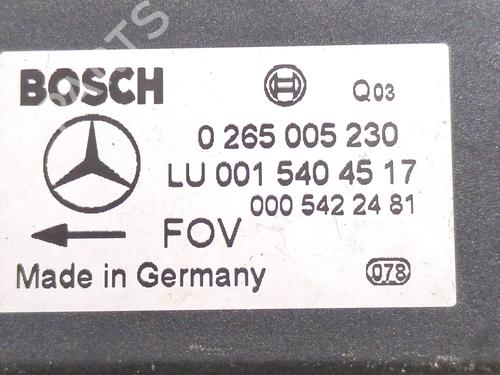 BOSCH
Q03
0 265 005 230
LU 001 540 45 17
000 542 24 81
FOV
Made in Germany
078
PARTS